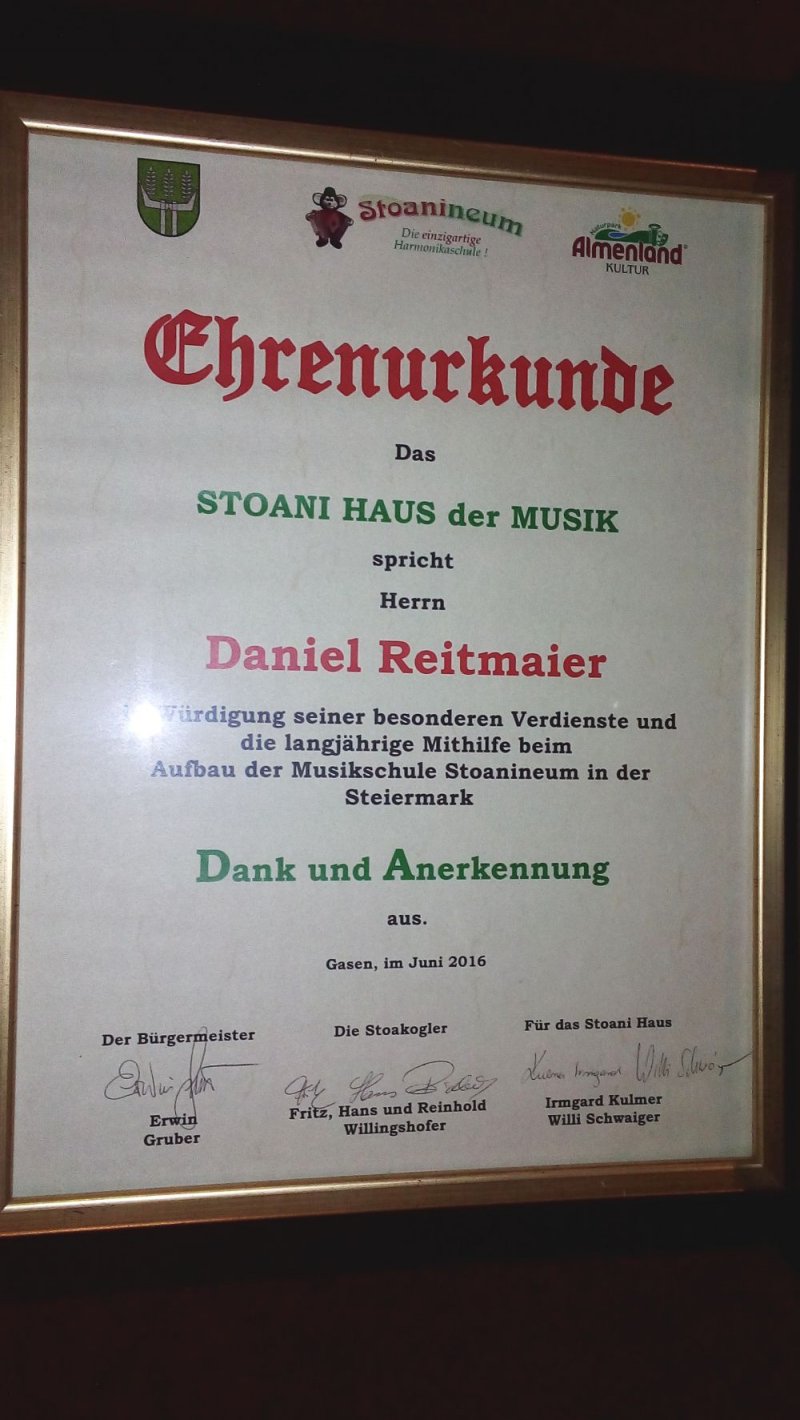 Stoanineum
Die einzigartige
Harmonikaschule !
Naturpark
Almenland®
KULTUR
Ehrenurkunde
Das
STOANI HAUS der MUSIK
spricht
Herrn
Daniel Reitmaier
Würdigung seiner besonderen Verdienste und
die langjährige Mithilfe beim
Aufbau der Musikschule Stoanineum in der
Steiermark
Dank und Anerkennung
aus.
Gasen, im Juni 2016
Der Bürgermeister
Die Stoakogler
Für das Stoani Haus
Erwin
Gruber
Fritz, Hans und Reinhold
Willingshofer
Irmgard Kulmer
Willi Schwaiger